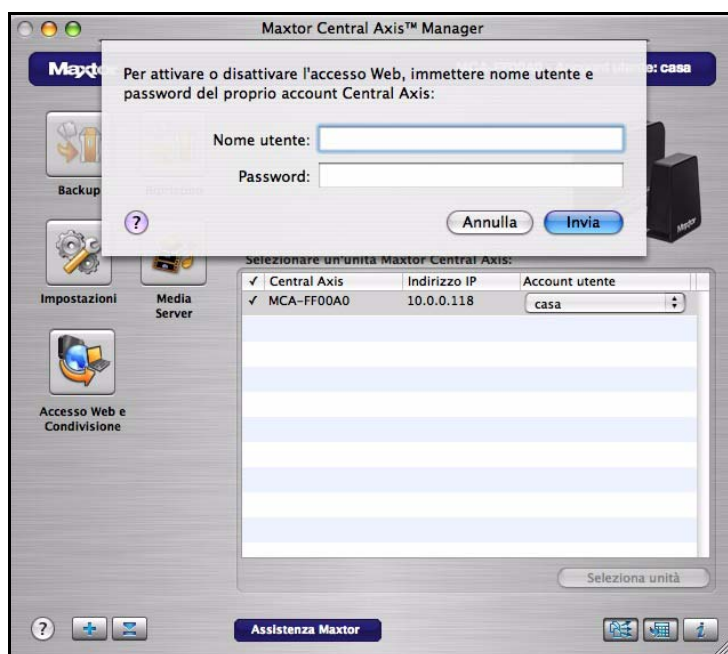 Maxtor Central Axis™ Manager
Per attivare o disattivare l'accesso Web, immettere nome utente e
password del proprio account Central Axis:
Nome utente:
Password:
?
Annulla
Invia
e: casa
Backup
Maxtor
Selezionare un'unità Maxtor Central Axis:
✓ Central Axis Indirizzo IP Account utente
✓ MCA-FF00A0 10.0.0.118 casa
Impostazioni
Media
Server
Accesso Web e
Condivisione
Seleziona unità
?
Assistenza Maxtor
i